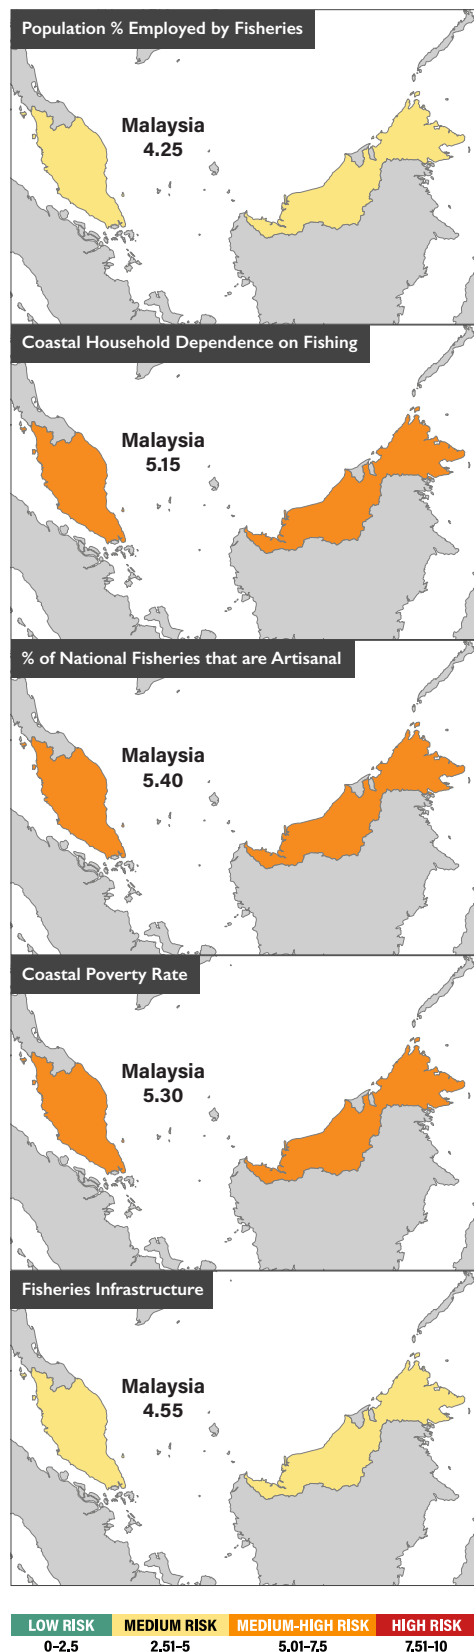 Population % Employed by Fisheries
Malaysia
4.25
Coastal Household Dependence on Fishing
Malaysia
5.15
% of National Fisheries that are Artisanal
Malaysia
5.40
Coastal Poverty Rate
Malaysia
5.30
Fisheries Infrastructure
Malaysia
4.55
LOW RISK MEDIUM RISK MEDIUM-HIGH RISK HIGH RISK
0–2.5 2.51–5 5.01–7.5 7.51–10